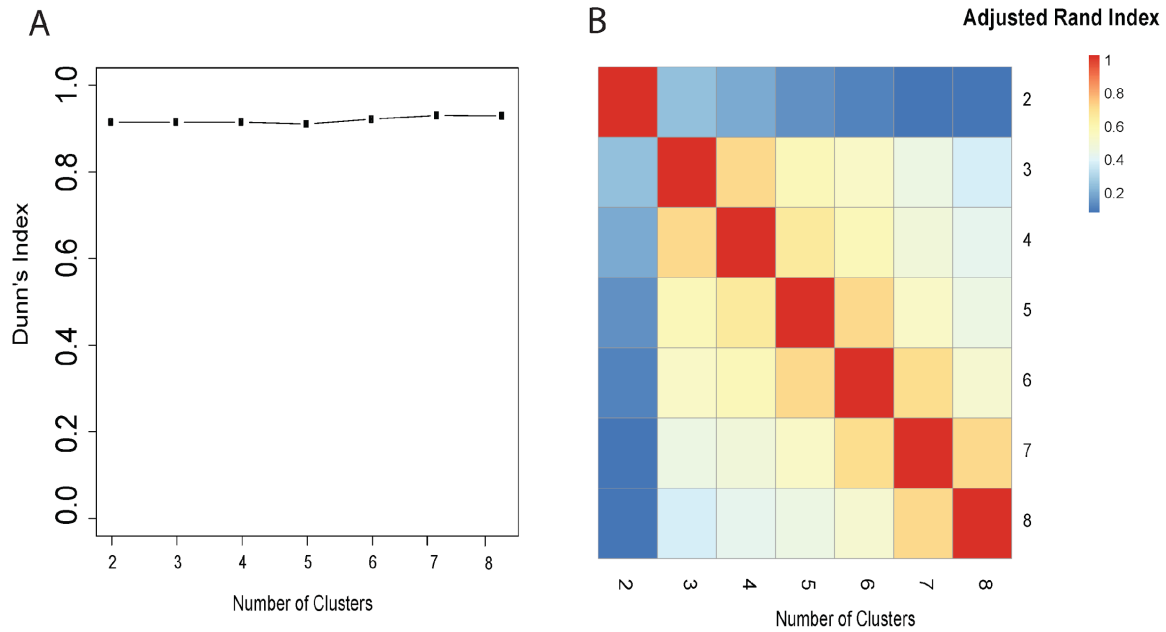 A
1.0
0.8
0.6
0.4
0.2
0.0
Dunn's Index
2 3 4 5 6 7 8
Number of Clusters
B
Adjusted Rand Index
1
0.8
0.6
0.4
0.2
2
3
4
5
6
7
8
2 3 4 5 6 7 8
Number of Clusters